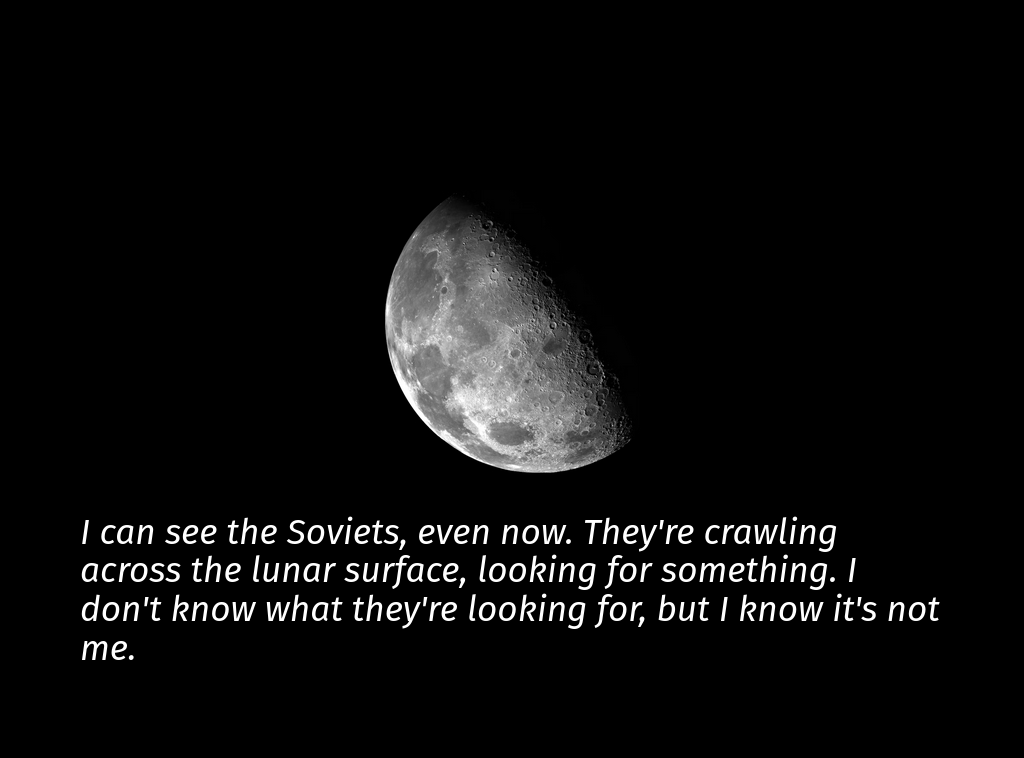 I can see the Soviets, even now. They're crawling
across the lunar surface, looking for something. I
don't know what they're looking for, but I know it's not
me.